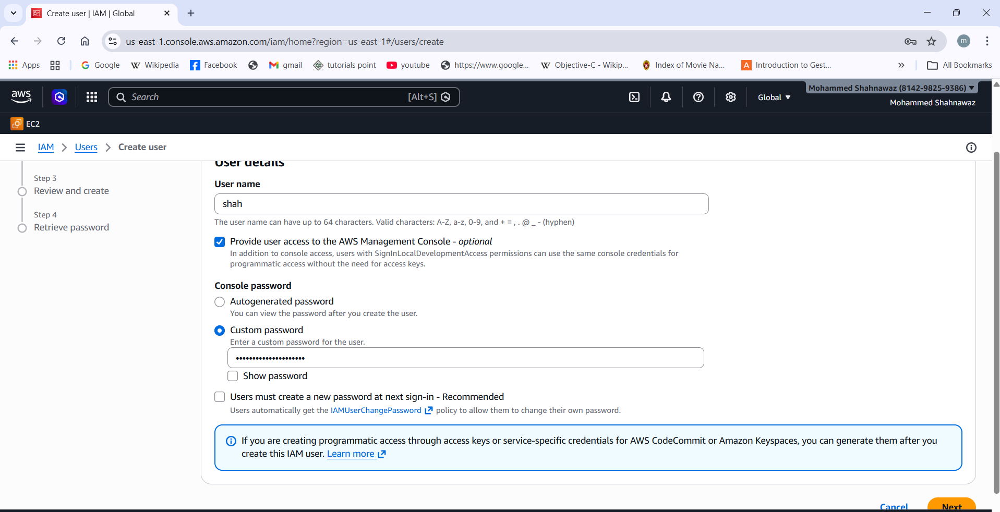 Create user | IAM | Global
us-east-1.console.aws.amazon.com/iam/home?region=us-east-1#/users/create
m
Apps
Google
Wikipedia
Facebook
gmail
tutorials point
youtube
https://www.google...
Objective-C - Wikip...
Index of Movie Na...
Introduction to Gest...
All Bookmarks
aws
Search
[Alt+S]
Global
Mohammed Shahnawaz (8142-9825-9386)
Mohammed Shahnawaz
EC2
IAM
Users
Create user
Step 3
Review and create
Step 4
Retrieve password
User details
User name
shah
The user name can have up to 64 characters. Valid characters: A-Z, a-z, 0-9, and + = , . @ _ - (hyphen)
Provide user access to the AWS Management Console - optional
In addition to console access, users with SignInLocalDevelopmentAccess permissions can use the same console credentials for
programmatic access without the need for access keys.
Console password
Autogenerated password
You can view the password after you create the user.
Custom password
Enter a custom password for the user.
•••••••••••••••••••••
Show password
Users must create a new password at next sign-in - Recommended
Users automatically get the IAMUserChangePassword policy to allow them to change their own password.
If you are creating programmatic access through access keys or service-specific credentials for AWS CodeCommit or Amazon Keyspaces, you can generate them after you
create this IAM user. Learn more
Cancel
Next